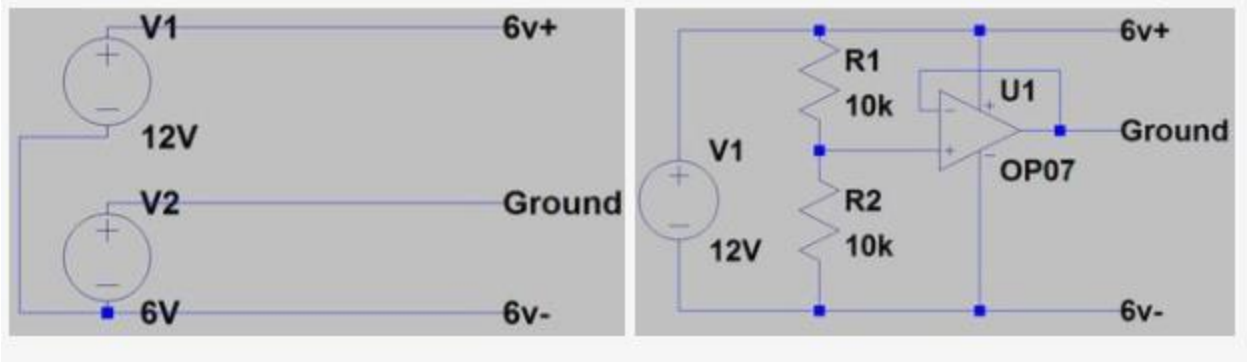 V1
6v+
12V
V2
Ground
6V
6v-
6v+
R1
10k
U1
V1
Ground
OP07
R2
12V
10k
6v-